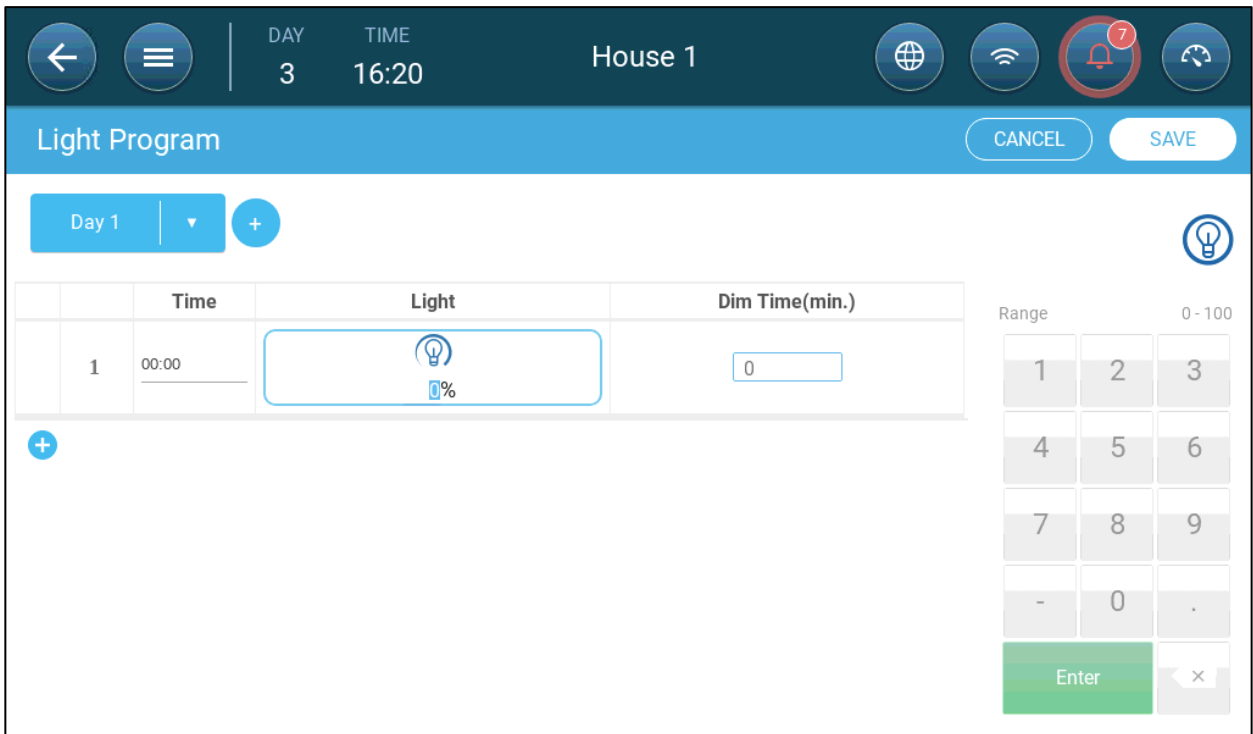 DAY TIME 7
3 16:20 House 1
Light Program CANCEL SAVE
Day 1 +
Time Light Dim Time(min.)
Range 0 - 100
1 00:00 0% 0
1 2 3
4 5 6
7 8 9
- 0 .
Enter